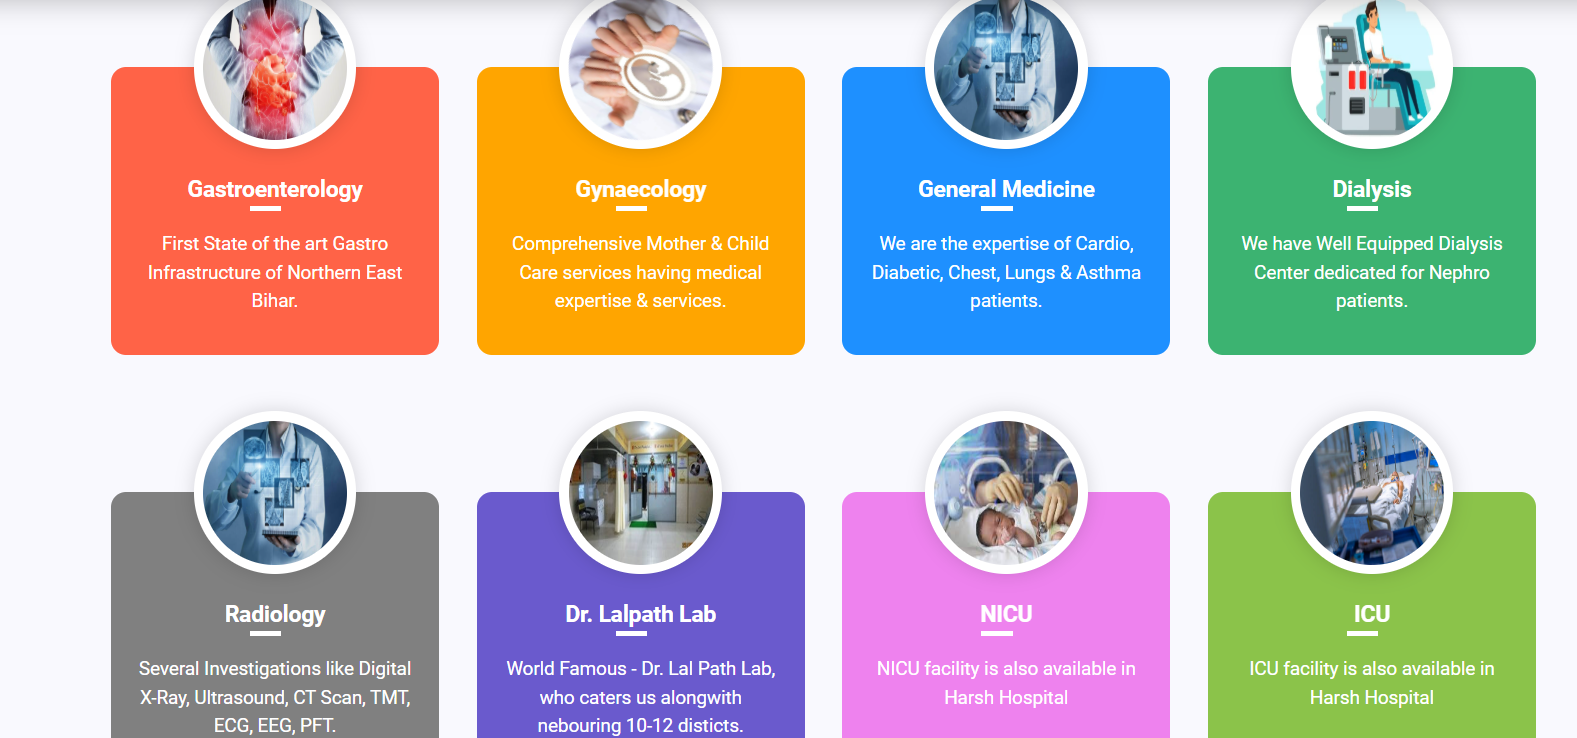 Gastroenterology
First State of the art Gastro
Infrastructure of Northern East
Bihar.
Gynaecology
Comprehensive Mother & Child
Care services having medical
expertise & services.
General Medicine
We are the expertise of Cardio,
Diabetic, Chest, Lungs & Asthma
patients.
Dialysis
We have Well Equipped Dialysis
Center dedicated for Nephro
patients.
Radiology
Several Investigations like Digital
X-Ray, Ultrasound, CT Scan, TMT,
ECG, EEG, PFT.
Dr. Lalpath Lab
World Famous - Dr. Lal Path Lab,
who caters us alongwith
nebouring 10-12 disticts.
NICU
NICU facility is also available in
Harsh Hospital
ICU
ICU facility is also available in
Harsh Hospital